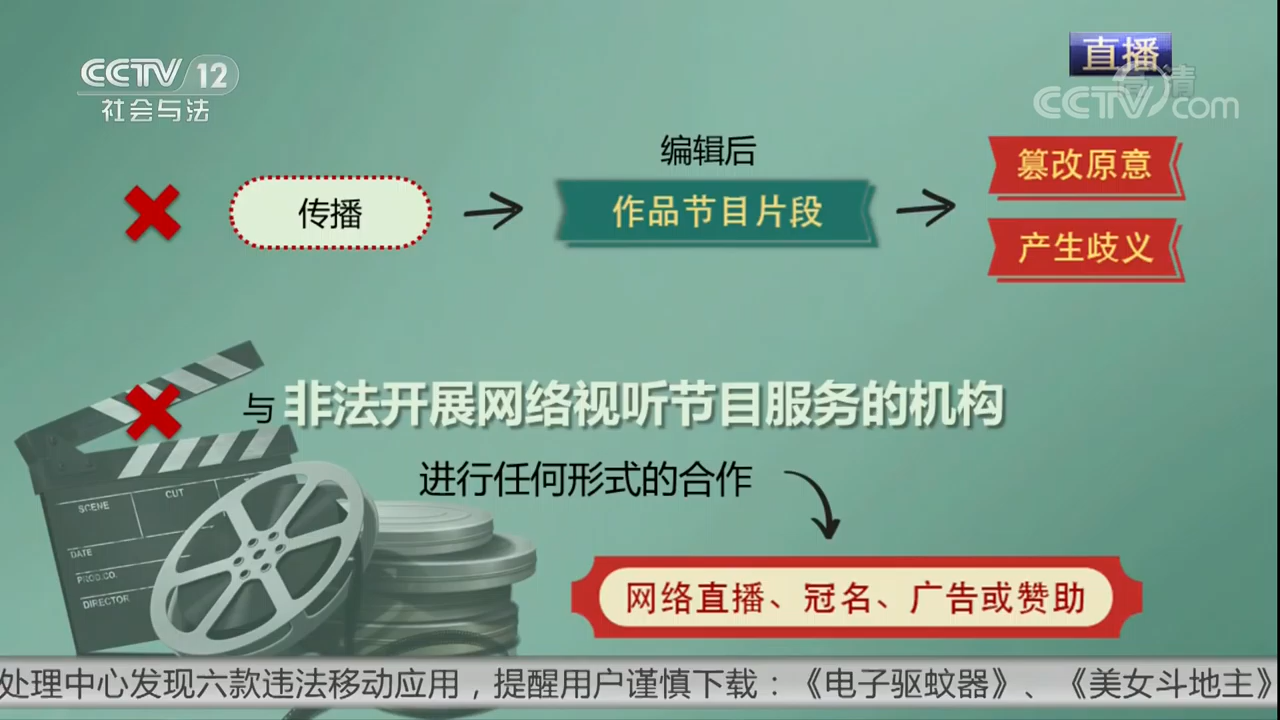 CCTV 12
社会与法
直播
高清
CCTV.com
编辑后
传播
作品节目片段
篡改原意
产生歧义
与非法开展网络视听节目服务的机构
进行任何形式的合作
SCENE
CUT
DATE
PROD.CO.
DIRECTOR
网络直播、冠名、广告或赞助
处理中心发现六款违法移动应用，提醒用户谨慎下载：《电子驱蚊器》、《美女斗地主》